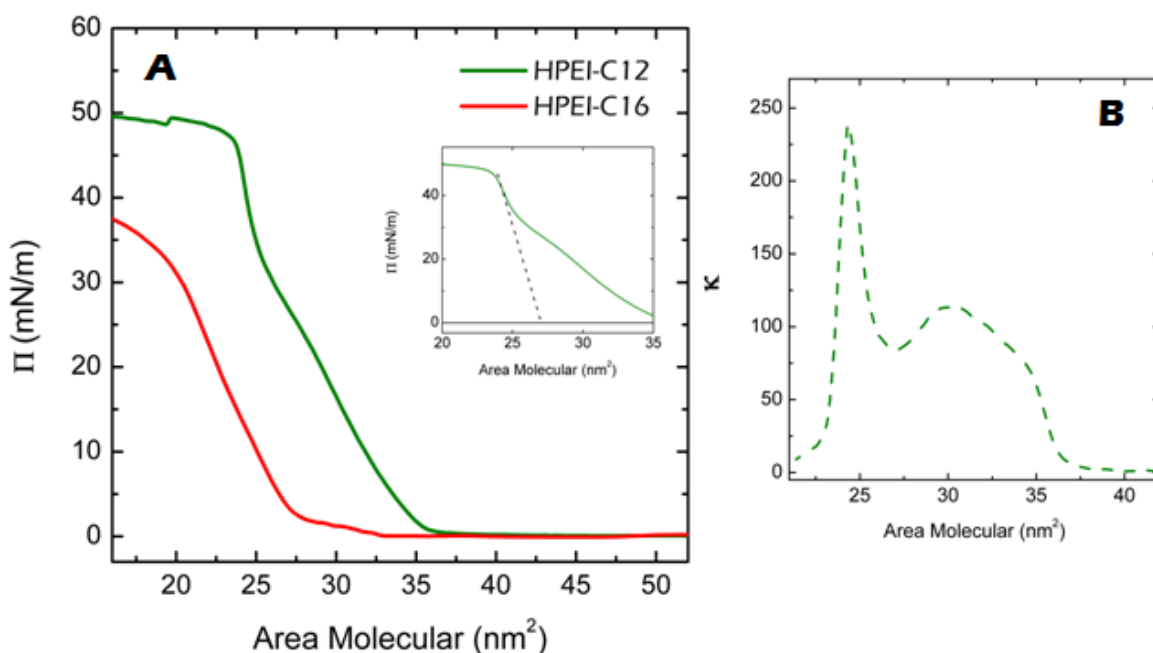 A
HPEI-C12
HPEI-C16
60
50
40
30
20
10
0
Π (mN/m)
20 25 30 35 40 45 50
Area Molecular (nm²)
40
20
0
Π (mN/m)
20 25 30 35
Area Molecular (nm²)
B
250
200
150
100
50
0
κ
25 30 35 40
Area Molecular (nm²)